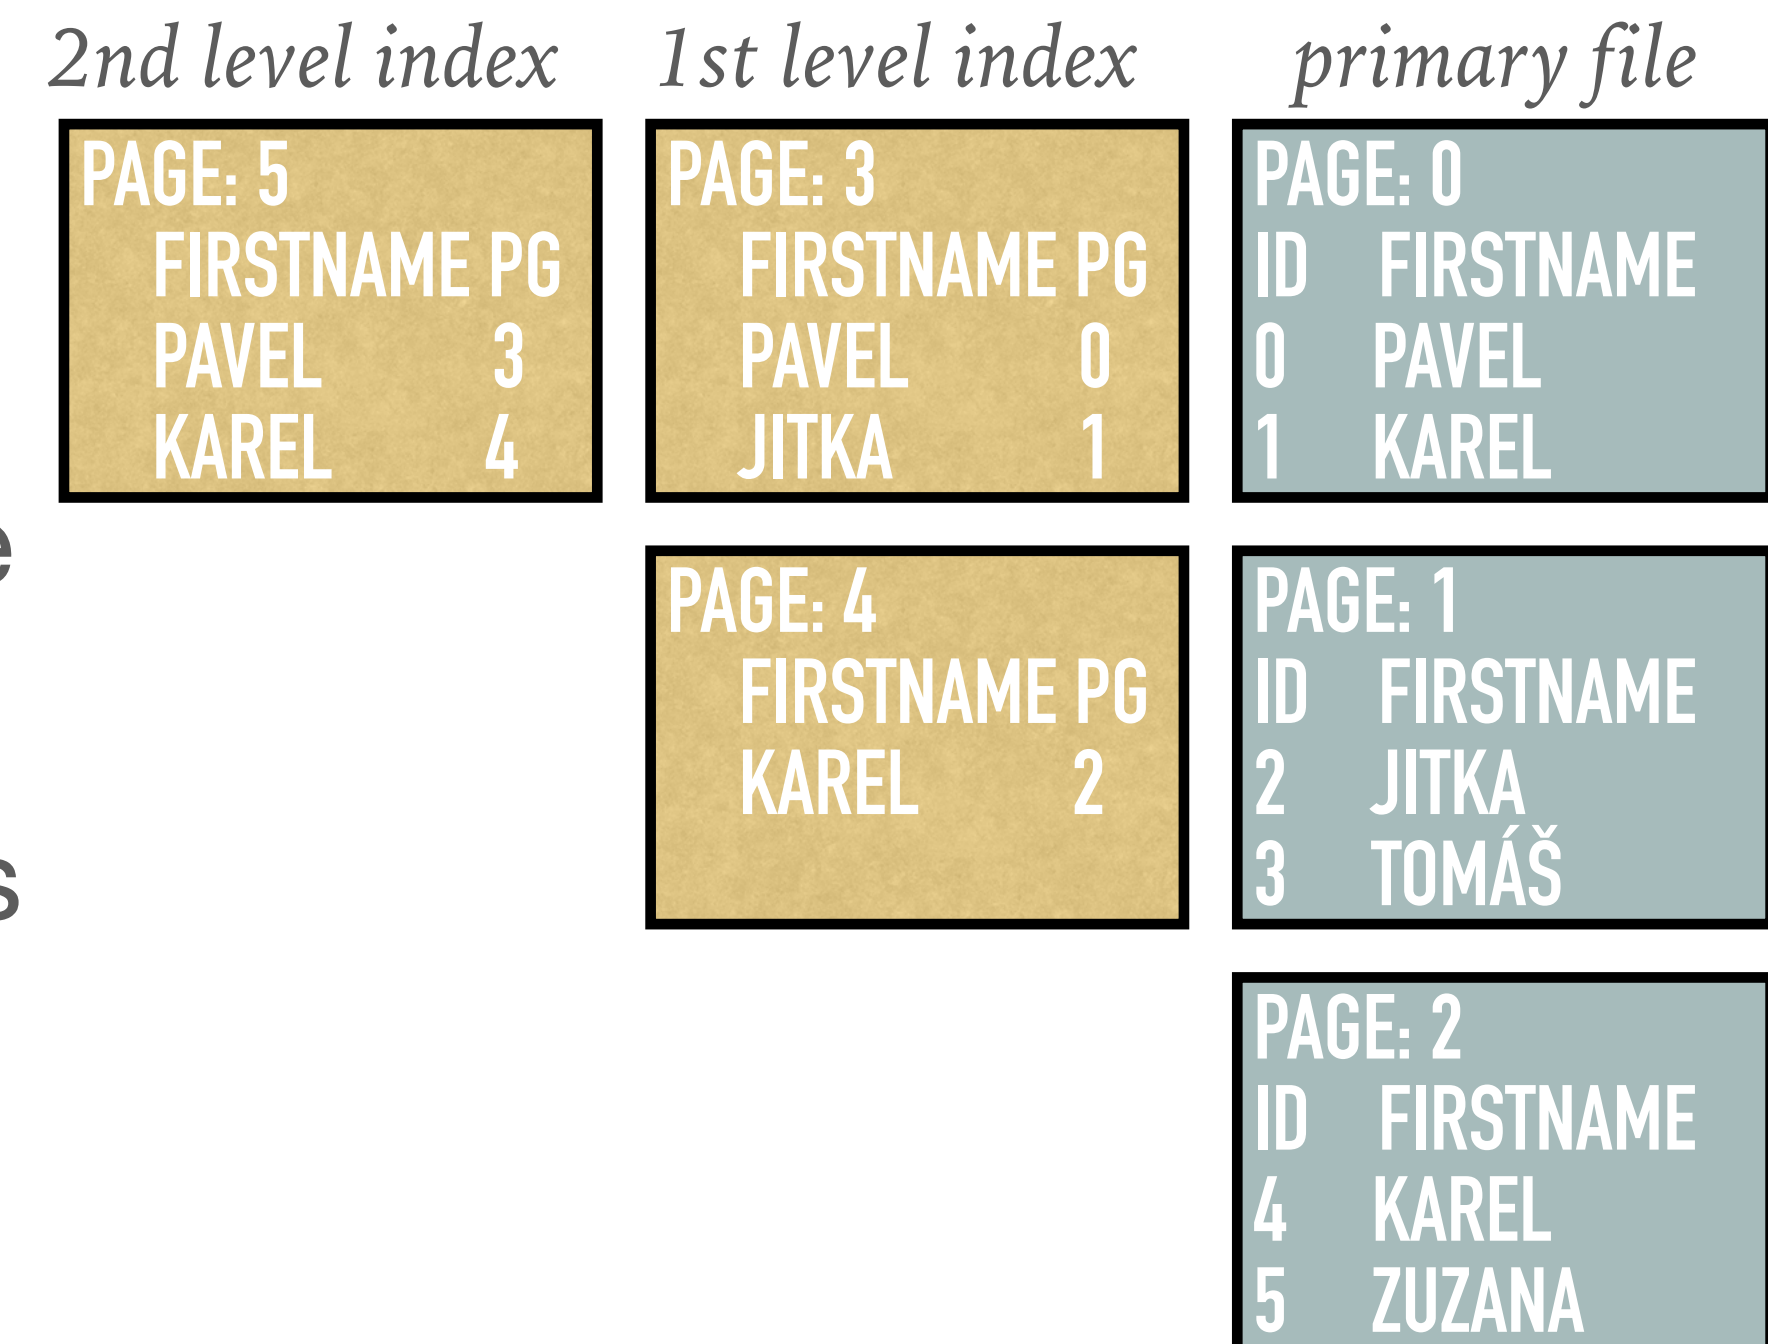 2nd level index
PAGE: 5
FIRSTNAME PG
PAVEL 3
KAREL 4
1st level index
PAGE: 3
FIRSTNAME PG
PAVEL 0
JITKA 1
PAGE: 4
FIRSTNAME PG
KAREL 2
primary file
PAGE: 0
ID FIRSTNAME
0 PAVEL
1 KAREL
PAGE: 1
ID FIRSTNAME
2 JITKA
3 TOMÁŠ
PAGE: 2
ID FIRSTNAME
4 KAREL
5 ZUZANA